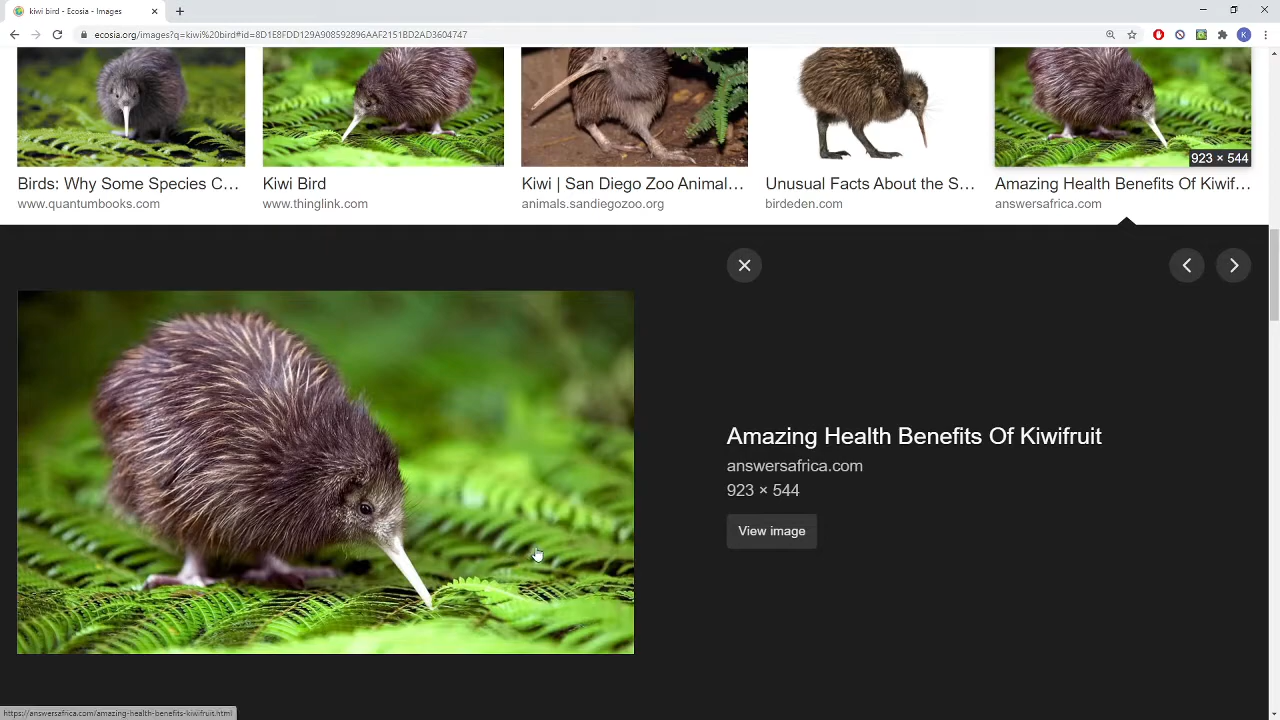 kiwi bird - Ecosia - Images
ecosia.org/images?q=kiwi%20bird#id=8D1E8FDD129A908592896AAF2151BD2AD3604747
K
923 × 544
Birds: Why Some Species C…
Kiwi Bird
Kiwi | San Diego Zoo Animal…
Unusual Facts About the S…
Amazing Health Benefits Of Kiwif…
www.quantumbooks.com
www.thinglink.com
animals.sandiegozoo.org
birdeden.com
answersafrica.com
Amazing Health Benefits Of Kiwifruit
answersafrica.com
923 × 544
View image
https://answersafrica.com/amazing-health-benefits-kiwifruit.html